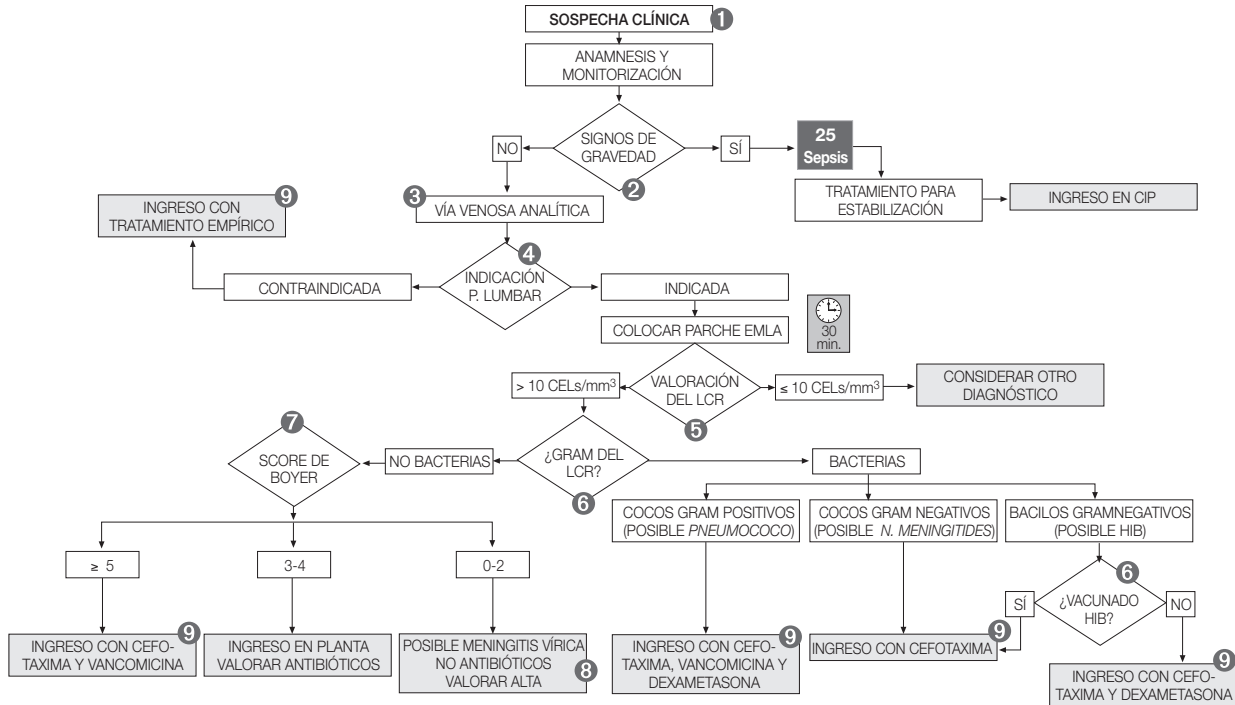 SOSPECHA CLÍNICA
1
ANAMNESIS Y
MONITORIZACIÓN
SIGNOS DE
GRAVEDAD
2
NO
SÍ
25
Sepsis
TRATAMIENTO PARA
ESTABILIZACIÓN
INGRESO EN CIP
3
VÍA VENOSA ANALÍTICA
9
INGRESO CON
TRATAMIENTO EMPÍRICO
4
INDICACIÓN
P. LUMBAR
CONTRAINDICADA
INDICADA
COLOCAR PARCHE EMLA
30
min.
VALORACIÓN
DEL LCR
5
> 10 CELs/mm³
≤ 10 CELs/mm³
CONSIDERAR OTRO
DIAGNÓSTICO
¿GRAM DEL
LCR?
6
NO BACTERIAS
BACTERIAS
7
SCORE DE
BOYER
≥ 5
3-4
0-2
INGRESO CON CEFO-
TAXIMA Y VANCOMICINA
9
INGRESO EN PLANTA
VALORAR ANTIBIÓTICOS
POSIBLE MENINGITIS VÍRICA
NO ANTIBIÓTICOS
VALORAR ALTA
8
COCOS GRAM POSITIVOS
(POSIBLE PNEUMOCOCO)
COCOS GRAM NEGATIVOS
(POSIBLE N. MENINGITIDES)
BACILOS GRAMNEGATIVOS
(POSIBLE HIB)
6
¿VACUNADO
HIB?
SÍ
NO
INGRESO CON CEFO-
TAXIMA, VANCOMICINA Y
DEXAMETASONA
9
INGRESO CON CEFOTAXIMA
9
INGRESO CON CEFO-
TAXIMA Y DEXAMETASONA
9